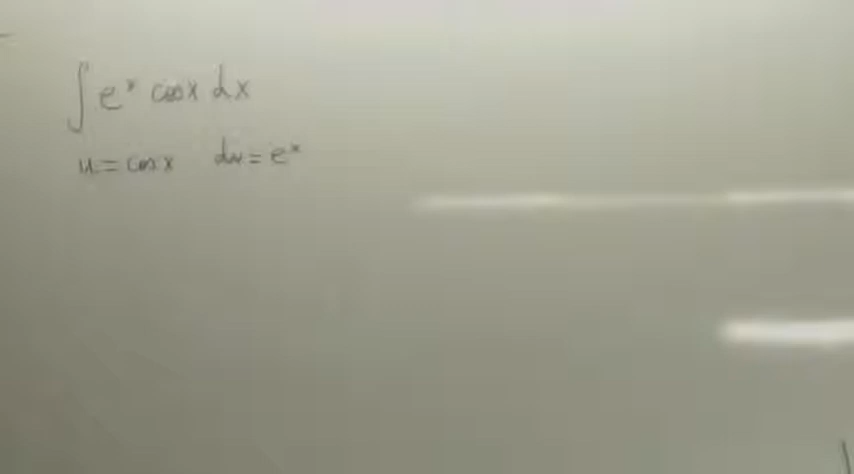 ∫ e^x cos x dx
u = cos x dv = e^x